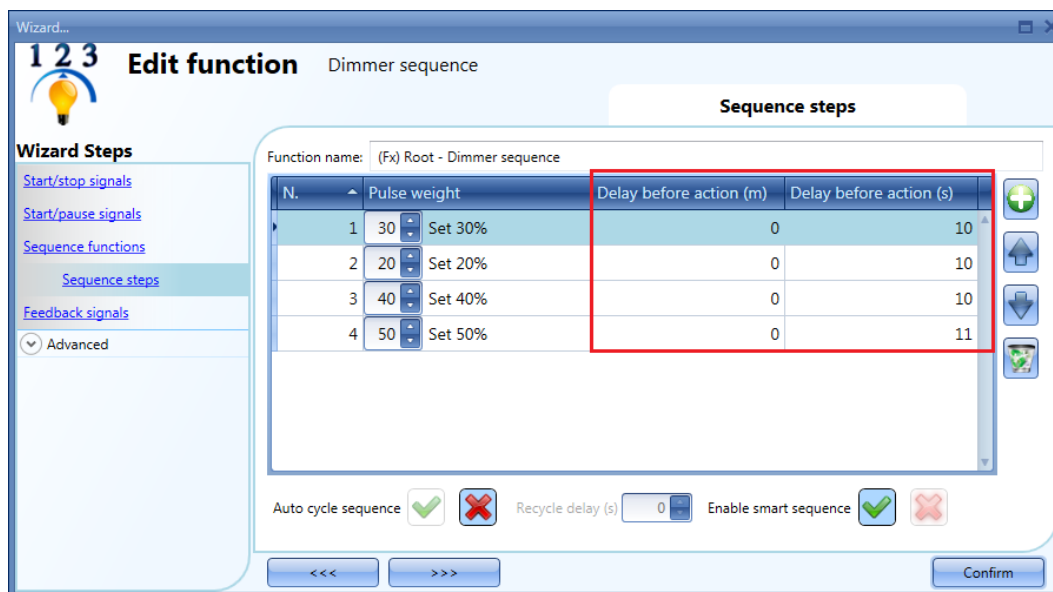 Wizard...
1 2 3
Edit function Dimmer sequence
Sequence steps
Wizard Steps
Start/stop signals
Start/pause signals
Sequence functions
Sequence steps
Feedback signals
Advanced
Function name: (Fx) Root - Dimmer sequence
N. Pulse weight Delay before action (m) Delay before action (s)
1 30 Set 30% 0 10
2 20 Set 20% 0 10
3 40 Set 40% 0 10
4 50 Set 50% 0 11
Auto cycle sequence Recycle delay (s) 0 Enable smart sequence
<<< >>> Confirm